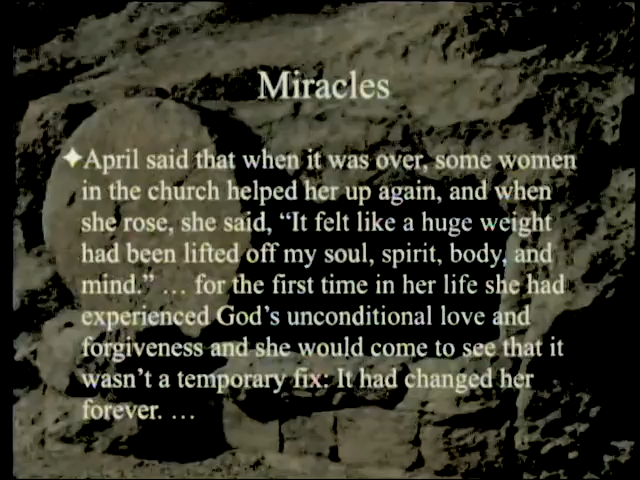 Miracles
✦April said that when it was over, some women
in the church helped her up again, and when
she rose, she said, “It felt like a huge weight
had been lifted off my soul, spirit, body, and
mind.” … for the first time in her life she had
experienced God’s unconditional love and
forgiveness and she would come to see that it
wasn’t a temporary fix: It had changed her
forever. …